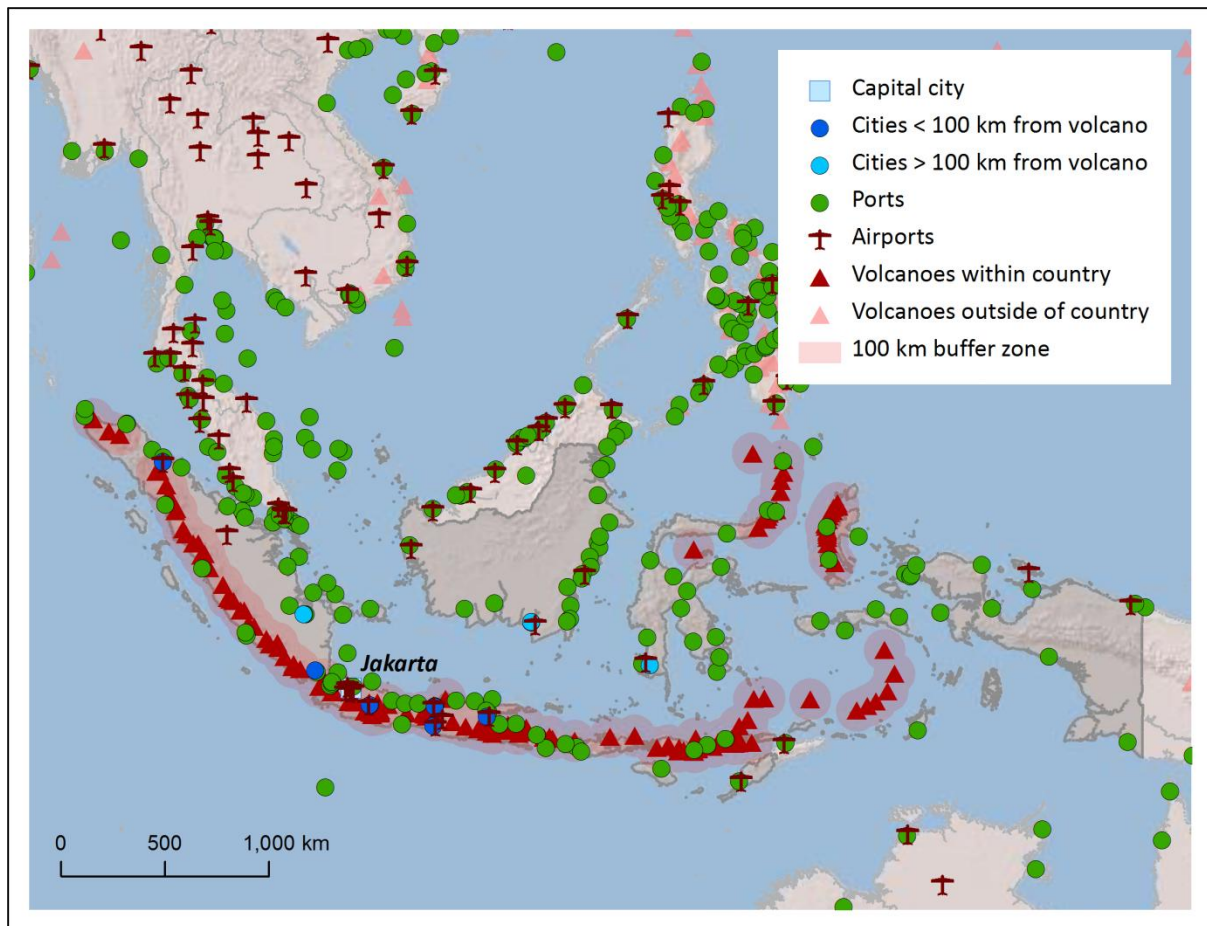 Capital city
Cities < 100 km from volcano
Cities > 100 km from volcano
Ports
Airports
Volcanoes within country
Volcanoes outside of country
100 km buffer zone
Jakarta
0 500 1,000 km